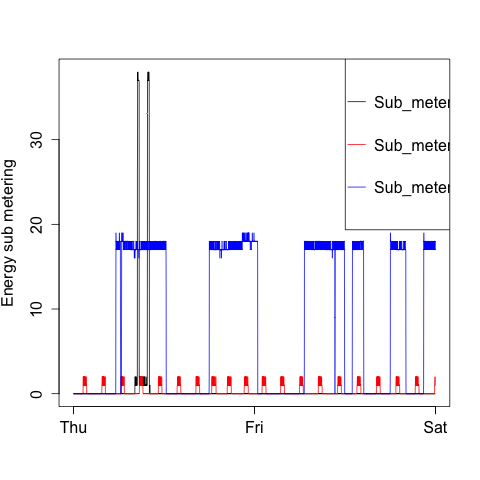 Energy sub metering
30
20
10
0
Thu
Fri
Sat
Sub_meter
Sub_meter
Sub_meter